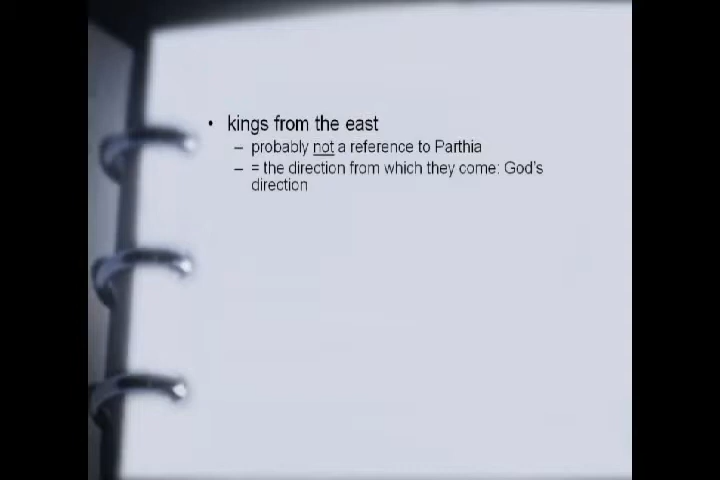 • kings from the east
– probably not a reference to Parthia
– = the direction from which they come: God's
direction